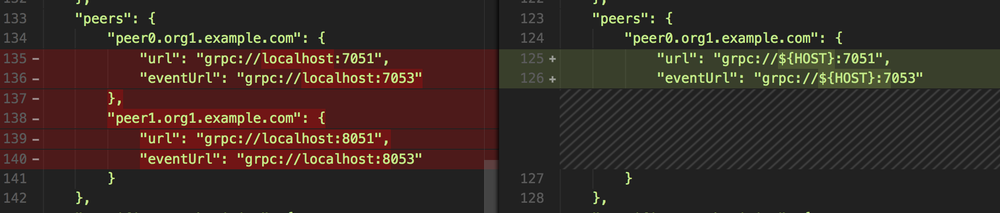 133 "peers": {
134 "peer0.org1.example.com": {
135 - "url": "grpc://localhost:7051",
136 - "eventUrl": "grpc://localhost:7053"
137 - },
138 - "peer1.org1.example.com": {
139 - "url": "grpc://localhost:8051",
140 - "eventUrl": "grpc://localhost:8053"
141 }
142 },
123 "peers": {
124 "peer0.org1.example.com": {
125 + "url": "grpc://${HOST}:7051",
126 + "eventUrl": "grpc://${HOST}:7053"
127 }
128 },